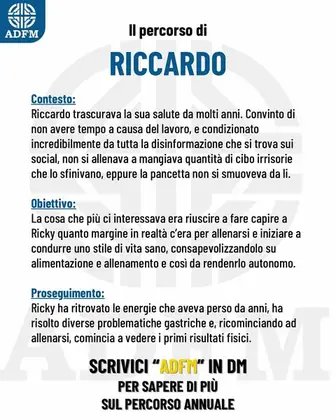 ADFM
Il percorso di
RICCARDO
Contesto:
Riccardo trascurava la sua salute da molti anni. Convinto di
non avere tempo a causa del lavoro, e condizionato
incredibilmente da tutta la disinformazione che si trova sui
social, non si allenava a mangiava quantità di cibo irrisorie
che lo sfinivano, eppure la pancetta non si smuoveva da lì.
Obiettivo:
La cosa che più ci interessava era riuscire a fare capire a
Ricky quanto margine in realtà c'era per allenarsi e iniziare a
condurre uno stile di vita sano, consapevolizzandolo su
alimentazione e allenamento e così da rendenrlo autonomo.
Proseguimento:
Ricky ha ritrovato le energie che aveva perso da anni, ha
risolto diverse problematiche gastriche e, ricominciando ad
allenarsi, comincia a vedere i primi risultati fisici.
SCRIVICI "ADFM" IN DM
PER SAPERE DI PIÙ
SUL PERCORSO ANNUALE
ADFM